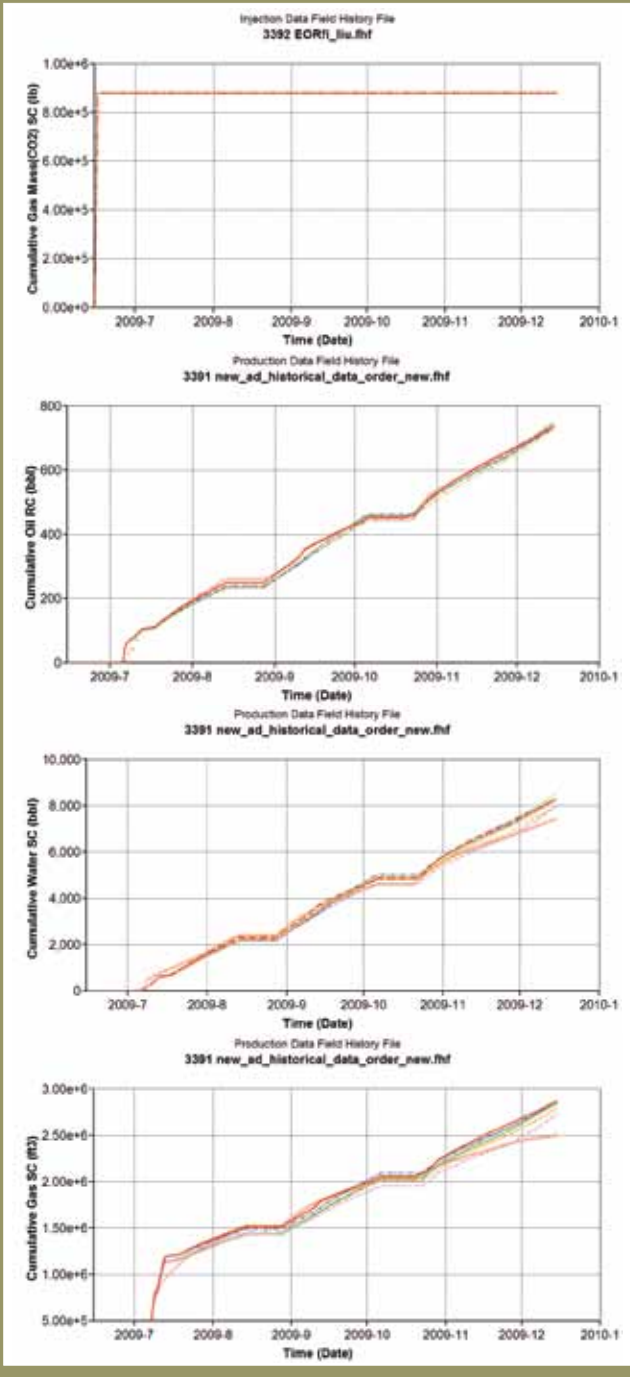 Injection Data Field History File
3392 EORfi_liu.fhf
Cumulative Gas Mass(CO2) SC (lb)
1.00e+6
8.00e+5
6.00e+5
4.00e+5
2.00e+5
0.00e+0
2009-7 2009-8 2009-9 2009-10 2009-11 2009-12 2010-1
Time (Date)
Production Data Field History File
3391 new_ad_historical_data_order_new.fhf
Cumulative Oil RC (bbl)
800
600
400
200
0
2009-7 2009-8 2009-9 2009-10 2009-11 2009-12 2010-1
Time (Date)
Production Data Field History File
3391 new_ad_historical_data_order_new.fhf
Cumulative Water SC (bbl)
10,000
8,000
6,000
4,000
2,000
0
2009-7 2009-8 2009-9 2009-10 2009-11 2009-12 2010-1
Time (Date)
Production Data Field History File
3391 new_ad_historical_data_order_new.fhf
Cumulative Gas SC (ft3)
3.00e+6
2.50e+6
2.00e+6
1.50e+6
1.00e+6
5.00e+5
2009-7 2009-8 2009-9 2009-10 2009-11 2009-12 2010-1
Time (Date)